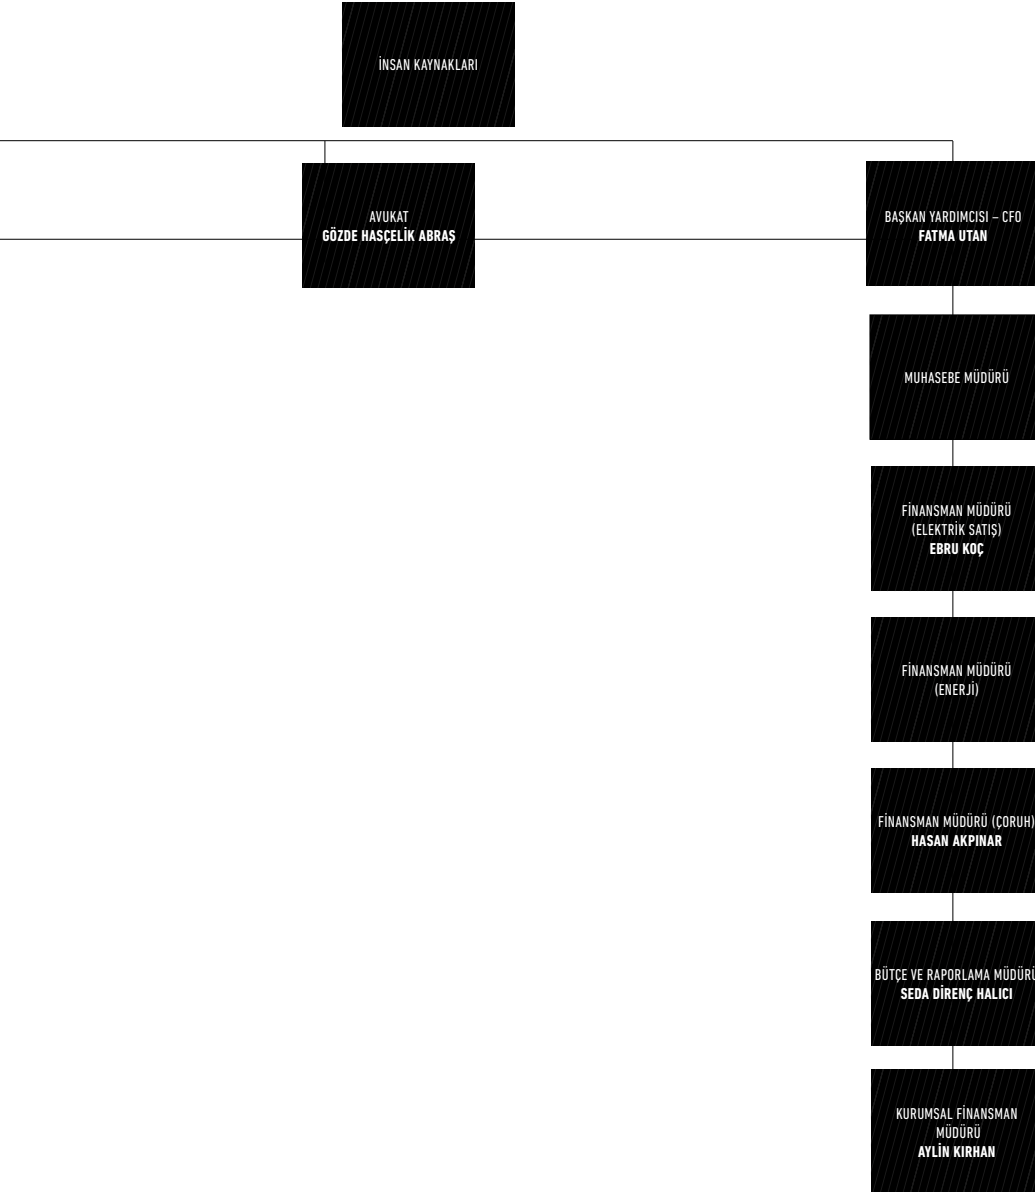 İNSAN KAYNAKLARI
AVUKAT
GÖZDE HASÇELİK ABRAŞ
BAŞKAN YARDIMCISI – CFO
FATMA UTAN
MUHASEBE MÜDÜRÜ
FİNANSMAN MÜDÜRÜ
(ELEKTRİK SATIŞ)
EBRU KOÇ
FİNANSMAN MÜDÜRÜ
(ENERJİ)
FİNANSMAN MÜDÜRÜ (ÇORUH)
HASAN AKPINAR
BÜTÇE VE RAPORLAMA MÜDÜRÜ
SEDA DİRENÇ HALICI
KURUMSAL FİNANSMAN
MÜDÜRÜ
AYLİN KIRHAN